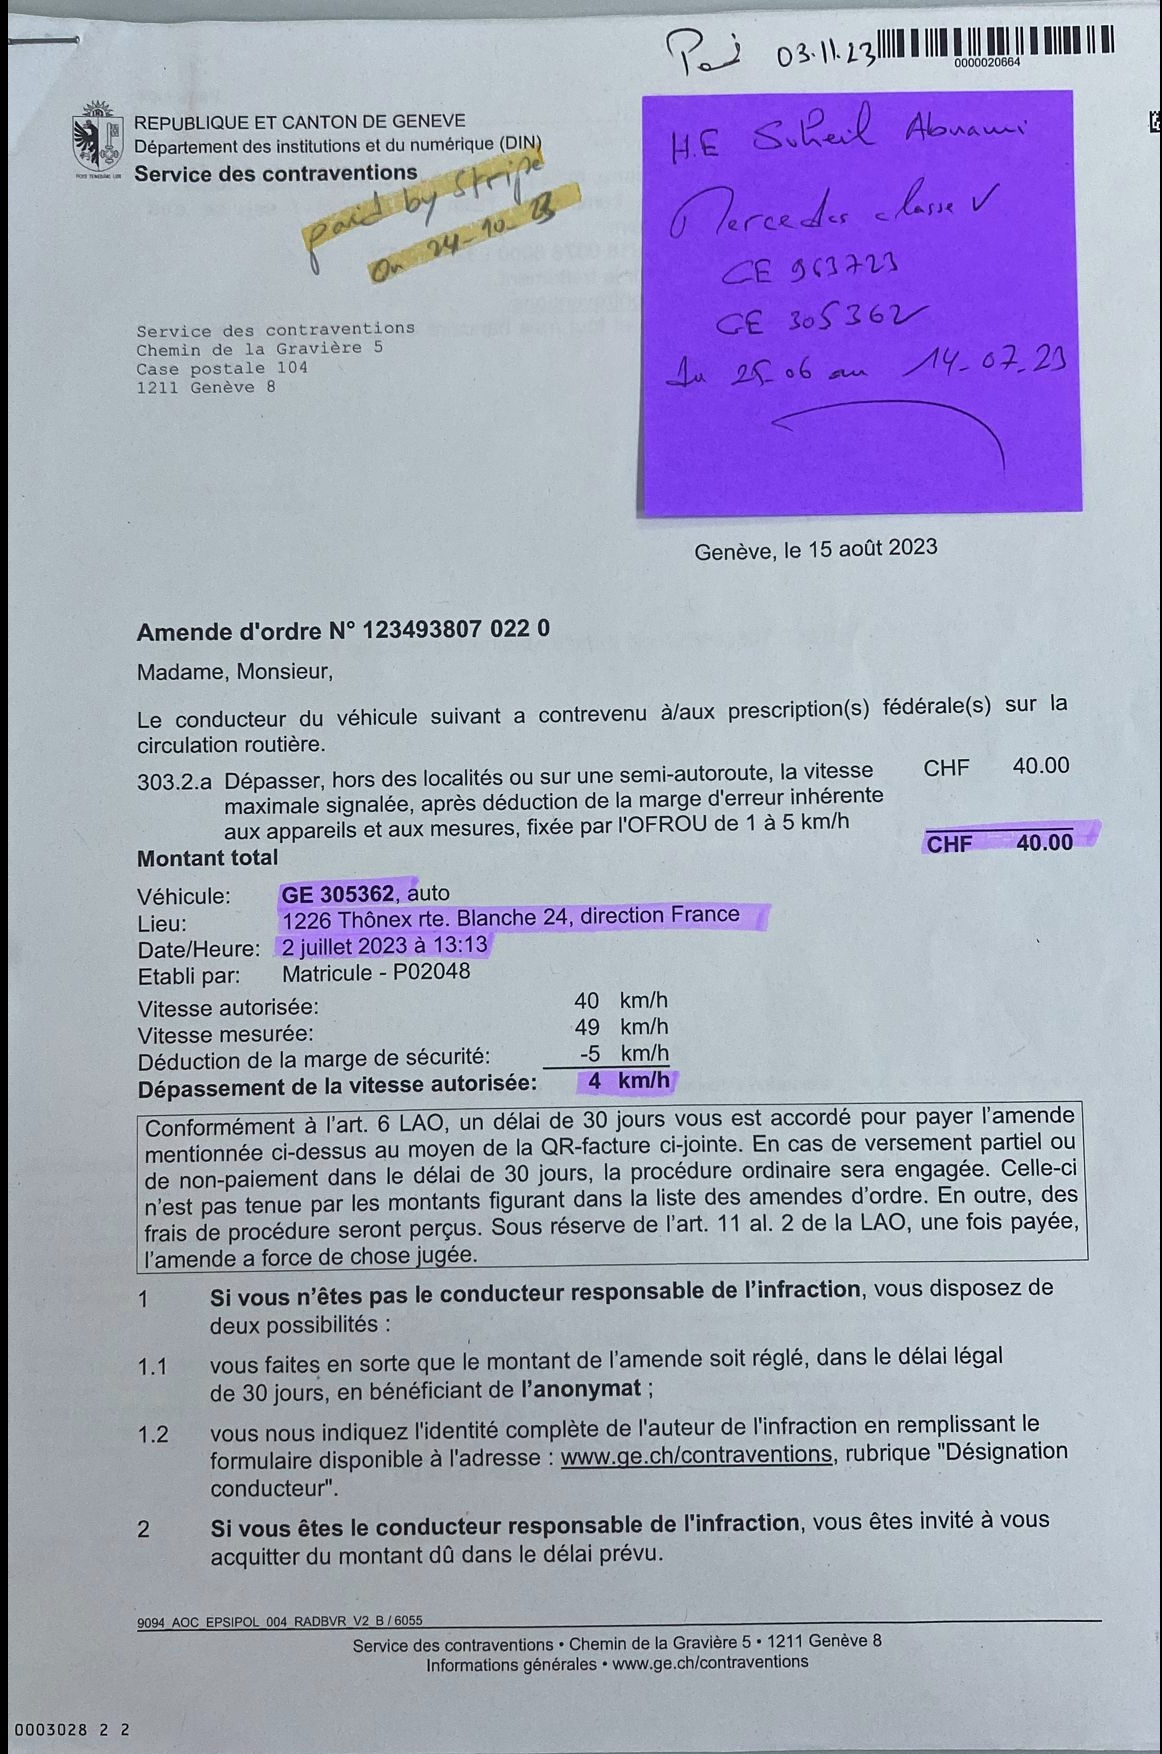 Payé 03.11.23
0000020664
REPUBLIQUE ET CANTON DE GENEVE
Département des institutions et du numérique (DIN)
Service des contraventions
POST TENEBRAS LUX
paid by stripe
On 24-10-23
H.E Suheil Abuawi
Mercedes classe V
GE 963723
GE 305362
du 25-06 au 14-07-23
Service des contraventions
Chemin de la Gravière 5
Case postale 104
1211 Genève 8
Genève, le 15 août 2023
Amende d'ordre N° 123493807 022 0
Madame, Monsieur,
Le conducteur du véhicule suivant a contrevenu à/aux prescription(s) fédérale(s) sur la
circulation routière.
303.2.a Dépasser, hors des localités ou sur une semi-autoroute, la vitesse CHF 40.00
maximale signalée, après déduction de la marge d'erreur inhérente
aux appareils et aux mesures, fixée par l'OFROU de 1 à 5 km/h
Montant total CHF 40.00
Véhicule: GE 305362, auto
Lieu: 1226 Thônex rte. Blanche 24, direction France
Date/Heure: 2 juillet 2023 à 13:13
Etabli par: Matricule - P02048
Vitesse autorisée: 40 km/h
Vitesse mesurée: 49 km/h
Déduction de la marge de sécurité: -5 km/h
Dépassement de la vitesse autorisée: 4 km/h
Conformément à l'art. 6 LAO, un délai de 30 jours vous est accordé pour payer l'amende
mentionnée ci-dessus au moyen de la QR-facture ci-jointe. En cas de versement partiel ou
de non-paiement dans le délai de 30 jours, la procédure ordinaire sera engagée. Celle-ci
n'est pas tenue par les montants figurant dans la liste des amendes d'ordre. En outre, des
frais de procédure seront perçus. Sous réserve de l'art. 11 al. 2 de la LAO, une fois payée,
l'amende a force de chose jugée.
1 Si vous n'êtes pas le conducteur responsable de l'infraction, vous disposez de
deux possibilités :
1.1 vous faites en sorte que le montant de l'amende soit réglé, dans le délai légal
de 30 jours, en bénéficiant de l'anonymat ;
1.2 vous nous indiquez l'identité complète de l'auteur de l'infraction en remplissant le
formulaire disponible à l'adresse : www.ge.ch/contraventions, rubrique "Désignation
conducteur".
2 Si vous êtes le conducteur responsable de l'infraction, vous êtes invité à vous
acquitter du montant dû dans le délai prévu.
9094_AOC_EPSIPOL_004_RADBVR_V2_B / 6055
Service des contraventions • Chemin de la Gravière 5 • 1211 Genève 8
Informations générales • www.ge.ch/contraventions
0003028 2 2